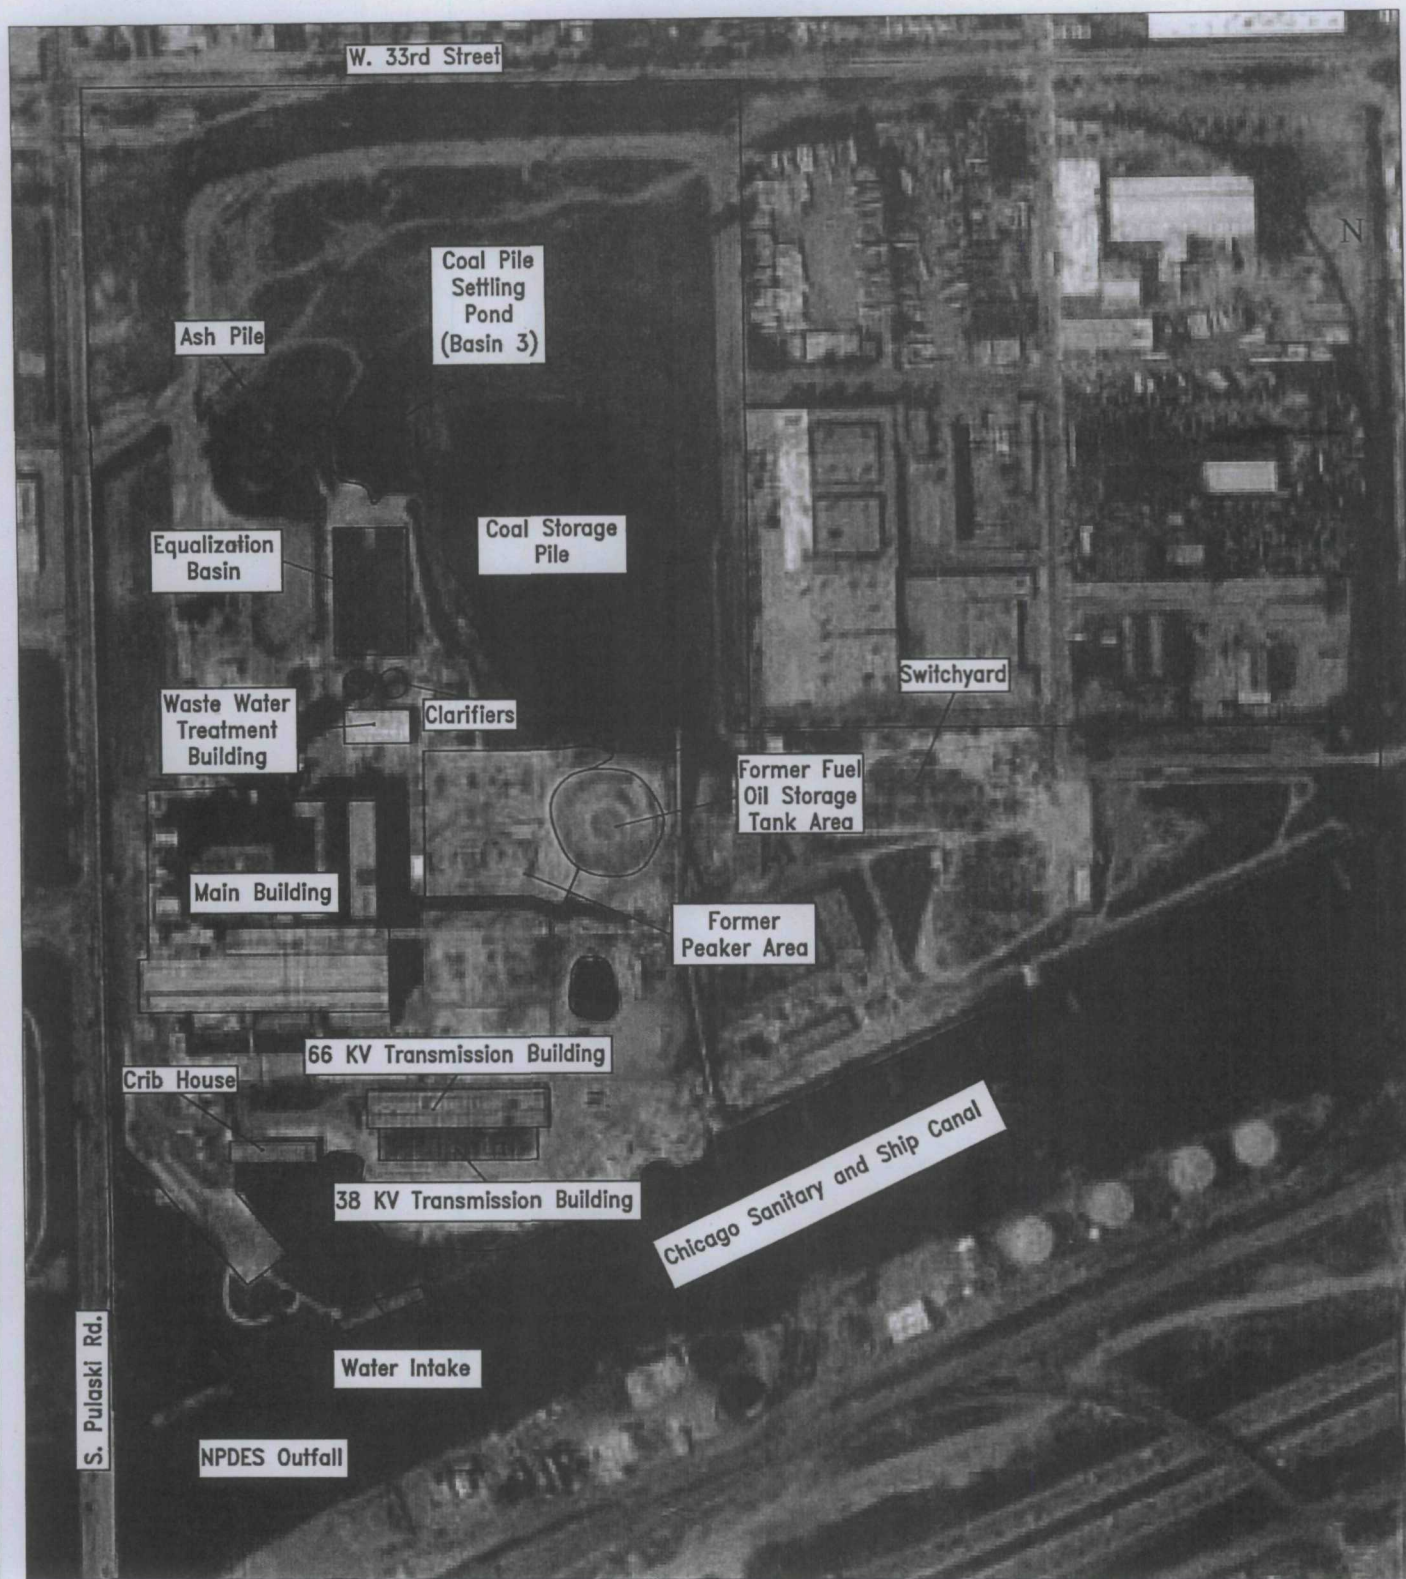 W. 33rd Street
N
Coal Pile
Settling
Pond
(Basin 3)
Ash Pile
Equalization
Basin
Coal Storage
Pile
Switchyard
Waste Water
Treatment
Building
Clarifiers
Former Fuel
Oil Storage
Tank Area
Main Building
Former
Peaker Area
66 KV Transmission Building
Crib House
38 KV Transmission Building
Chicago Sanitary and Ship Canal
S. Pulaski Rd.
Water Intake
NPDES Outfall